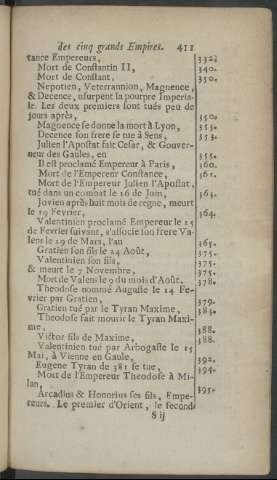 des cinq grands Empires. 411
tance Empereurs, 332.
Mort de Constantin II, 340.
Mort de Constant, 350.
Nepotien, Veterrannion, Magnence,
& Decence, usurpent la pourpre Imperia-
le. Les deux premiers sont tués peu de
jours après, 350.
Magnence se donne la mort à Lyon, 353.
Decence son frere se tue à Sens, 353.
Julien l'Apostat fait Cesar, & Gouver-
neur des Gaules, en 355.
Il est proclamé Empereur à Paris, 360.
Mort de l'Empereur Constance, 361.
Mort de l'Empereur Julien l'Apostat,
tué dans un combat le 26 de Juin, 363.
Jovien après huit mois de regne, meurt
le 19 Fevrier, 364.
Valentinien proclamé Empereur le 25
de Fevrier suivant, s'associe son frere Va-
lens le 29 de Mars, l'an 365.
Gratien son fils le 24 Août, 375.
Valentinien son fils, 375.
& meurt le 7 Novembre, 375.
Mort de Valens le 9 du mois d'Août. 378.
Theodose nommé Auguste le 14 Fe-
vrier par Gratien, 379.
Gratien tué par le Tyran Maxime, 383.
Theodose fait mourir le Tyran Maxi-
me, 388.
Victor fils de Maxime, 388.
Valentinien tué par Arbogaste le 15
Mai, à Vienne en Gaule, 392.
Eugene Tyran de 381 se tue, 394.
Mort de l'Empereur Theodose à Mi-
lan, 395.
Arcadius & Honorius ses fils, Empe-
reurs. Le premier d'Orient, le second
S ij